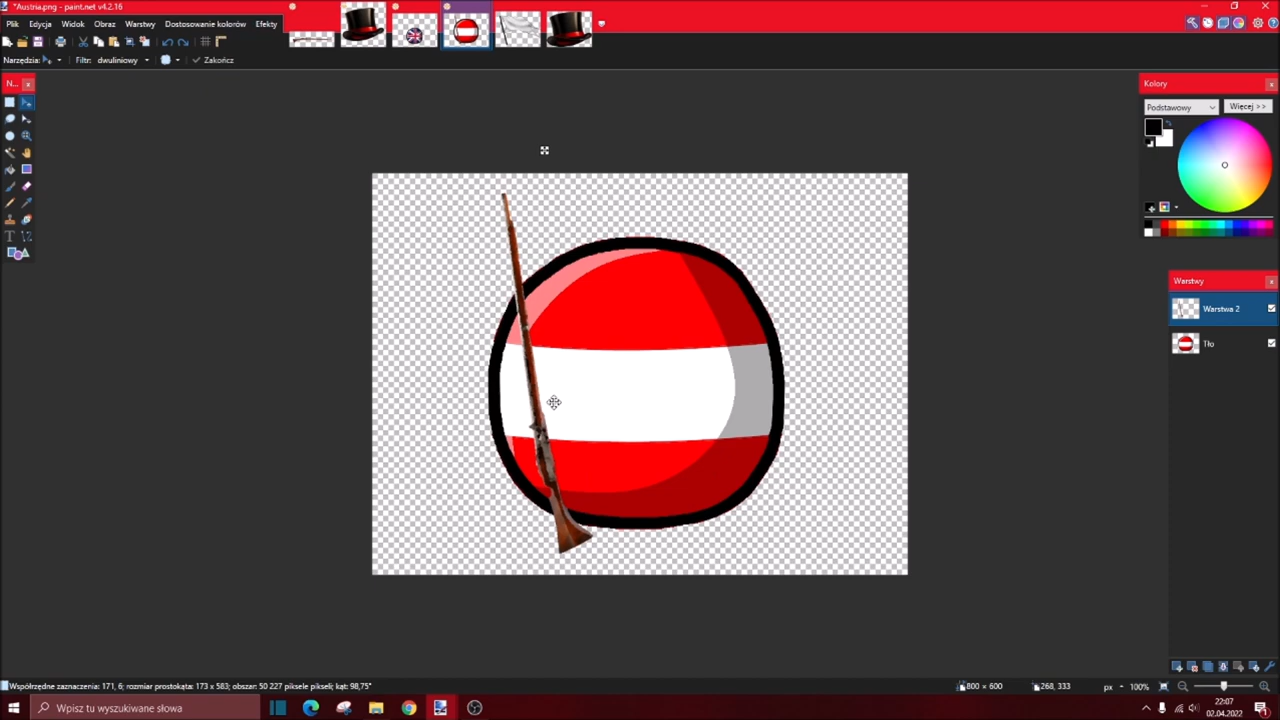 *Austria.png - paint.net v4.2.16
Plik Edycja Widok Obraz Warstwy Dostosowanie kolorów Efekty
Narzędzia: Filtr: dwuliniowy Zakończ
N...
T
Kolory
Podstawowy Więcej >>
Warstwy
Warstwa 2
Tło
Współrzędne zaznaczenia: 171, 6; rozmiar prostokąta: 173 x 583; obszar: 50 227 piksele pikseli; kąt: 98,75° 800 × 600 268, 333 px 100%
Wpisz tu wyszukiwane słowa
22:07
02.04.2022
1